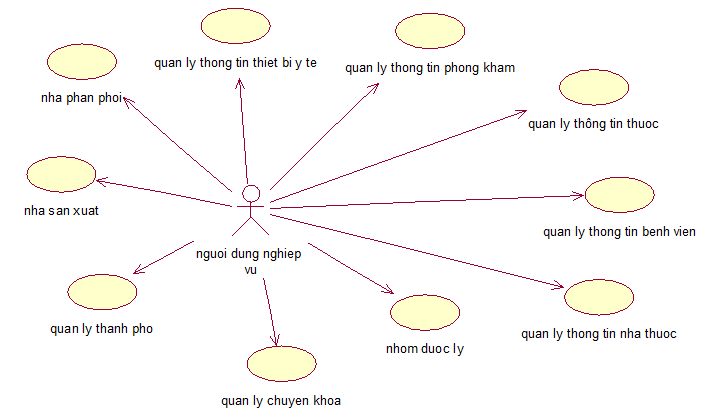 quan ly thong tin thiet bi y te
quan ly thong tin phong kham
nha phan phoi
quan ly thông tin thuoc
nha san xuat
quan ly thong tin benh vien
nguoi dung nghiep
vu
quan ly thanh pho
quan ly thong tin nha thuoc
nhom duoc ly
quan ly chuyen khoa